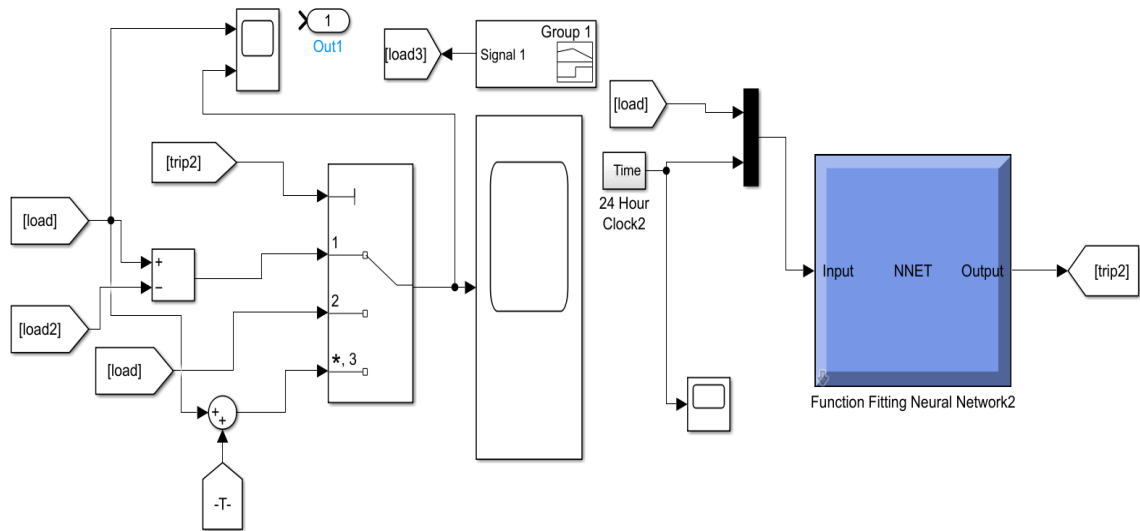 1
Out1
[load3]
Signal 1
Group 1
[load]
[trip2]
Time
24 Hour
Clock2
[load]
+
−
1
[load2]
2
[load]
*, 3
+
+
-T-
Input
NNET
Output
[trip2]
Function Fitting Neural Network2